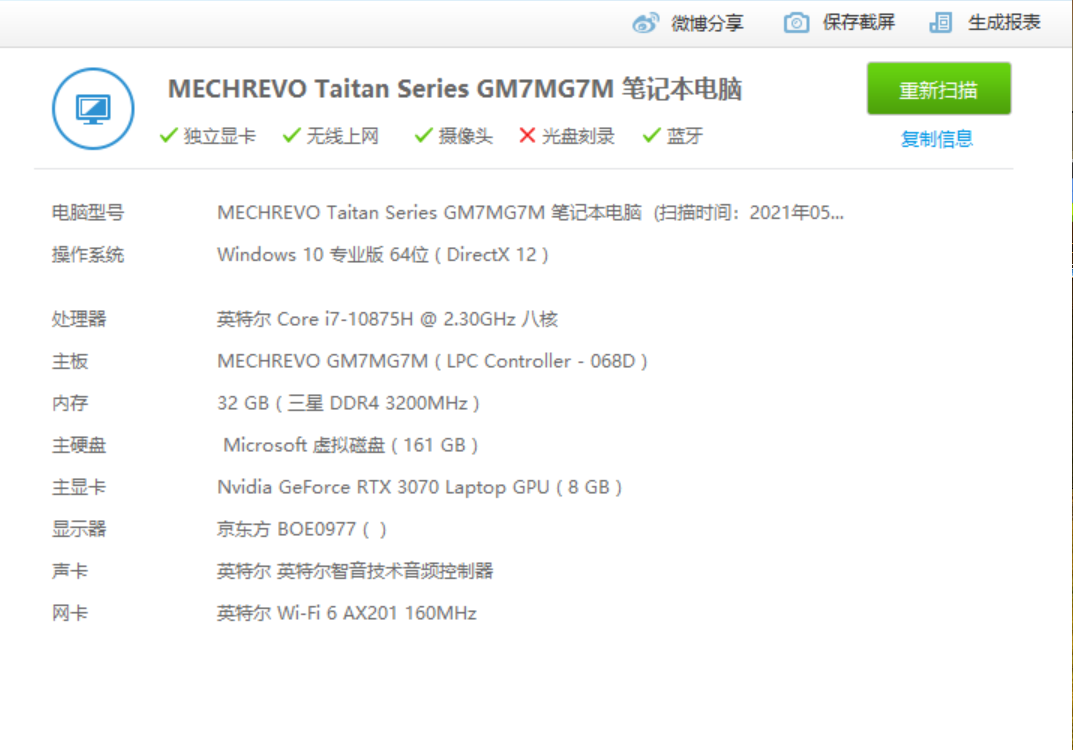 微博分享 保存截屏 生成报表
MECHREVO Taitan Series GM7MG7M 笔记本电脑
重新扫描
独立显卡 无线上网 摄像头 光盘刻录 蓝牙
复制信息
电脑型号 MECHREVO Taitan Series GM7MG7M 笔记本电脑 (扫描时间：2021年05...
操作系统 Windows 10 专业版 64位 ( DirectX 12 )
处理器 英特尔 Core i7-10875H @ 2.30GHz 八核
主板 MECHREVO GM7MG7M ( LPC Controller - 068D )
内存 32 GB ( 三星 DDR4 3200MHz )
主硬盘 Microsoft 虚拟磁盘 ( 161 GB )
主显卡 Nvidia GeForce RTX 3070 Laptop GPU ( 8 GB )
显示器 京东方 BOE0977 ( )
声卡 英特尔 英特尔智音技术音频控制器
网卡 英特尔 Wi-Fi 6 AX201 160MHz